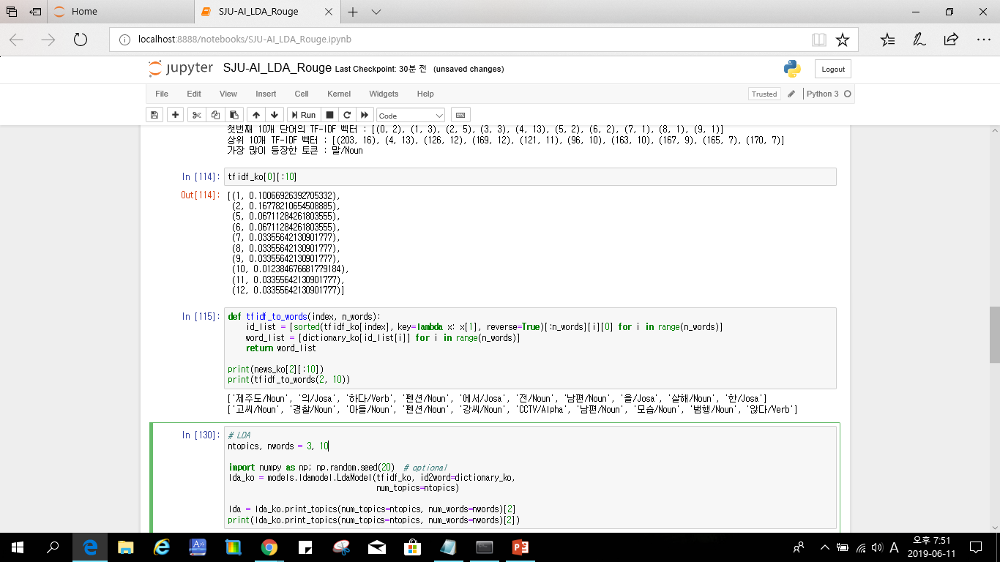 Home
SJU-AI_LDA_Rouge
localhost:8888/notebooks/SJU-AI_LDA_Rouge.ipynb
jupyter SJU-AI_LDA_Rouge Last Checkpoint: 30분 전 (unsaved changes)
Logout
File Edit View Insert Cell Kernel Widgets Help
Trusted Python 3
Run Code
첫번째 10개 단어의 TF-IDF 벡터 : [(0, 2), (1, 3), (2, 5), (3, 3), (4, 13), (5, 2), (6, 2), (7, 1), (8, 1), (9, 1)]
상위 10개 TF-IDF 벡터 : [(203, 16), (4, 13), (126, 12), (169, 12), (121, 11), (96, 10), (163, 10), (167, 9), (165, 7), (170, 7)]
가장 많이 등장한 토큰 : 말/Noun
In [114]: tfidf_ko[0][:10]
Out[114]: [(1, 0.10066926392705332),
(2, 0.16778210654508885),
(5, 0.06711284261803555),
(6, 0.06711284261803555),
(7, 0.03355642130901777),
(8, 0.03355642130901777),
(9, 0.03355642130901777),
(10, 0.012384676681779184),
(11, 0.03355642130901777),
(12, 0.03355642130901777)]
In [115]: def tfidf_to_words(index, n_words):
id_list = [sorted(tfidf_ko[index], key=lambda x: x[1], reverse=True)[:n_words][i][0] for i in range(n_words)]
word_list = [dictionary_ko[id_list[i]] for i in range(n_words)]
return word_list
print(news_ko[2][:10])
print(tfidf_to_words(2, 10))
['제주도/Noun', '의/Josa', '하다/Verb', '펜션/Noun', '에서/Josa', '전/Noun', '남편/Noun', '을/Josa', '살해/Noun', '한/Josa']
['고씨/Noun', '경찰/Noun', '아들/Noun', '펜션/Noun', '강씨/Noun', 'CCTV/Alpha', '남편/Noun', '모습/Noun', '범행/Noun', '않다/Verb']
In [130]: # LDA
ntopics, nwords = 3, 10
import numpy as np; np.random.seed(20) # optional
lda_ko = models.ldamodel.LdaModel(tfidf_ko, id2word=dictionary_ko,
num_topics=ntopics)
lda = lda_ko.print_topics(num_topics=ntopics, num_words=nwords)[2]
print(lda_ko.print_topics(num_topics=ntopics, num_words=nwords)[2])
A 오후 7:51
2019-06-11